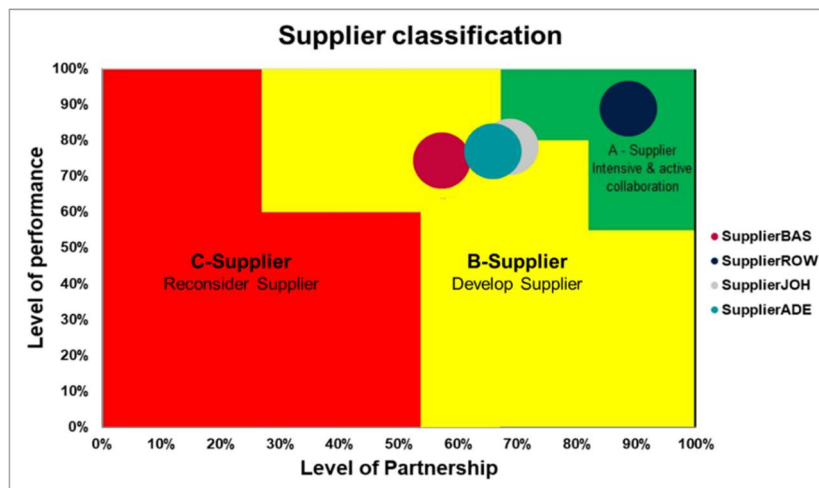 Supplier classification
100%
90%
80%
70%
60%
50%
40%
30%
20%
10%
0%
Level of performance
A - Supplier
Intensive & active
collaboration
C-Supplier
Reconsider Supplier
B-Supplier
Develop Supplier
SupplierBAS
SupplierROW
SupplierJOH
SupplierADE
0% 10% 20% 30% 40% 50% 60% 70% 80% 90% 100%
Level of Partnership